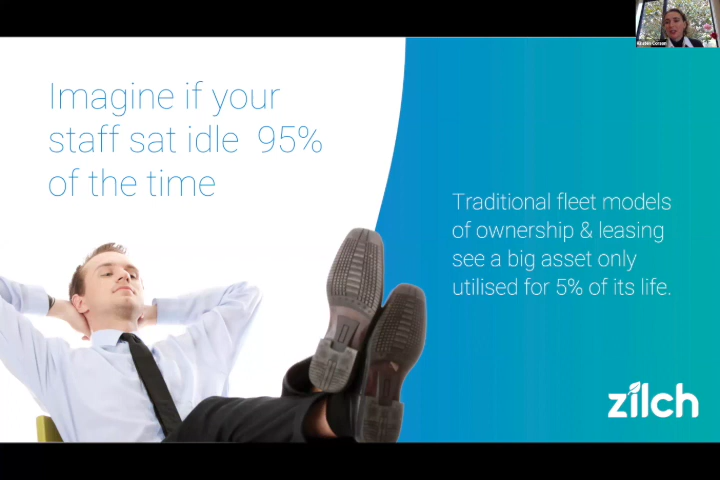 Imagine if your
staff sat idle 95%
of the time
Traditional fleet models
of ownership & leasing
see a big asset only
utilised for 5% of its life.
zilch